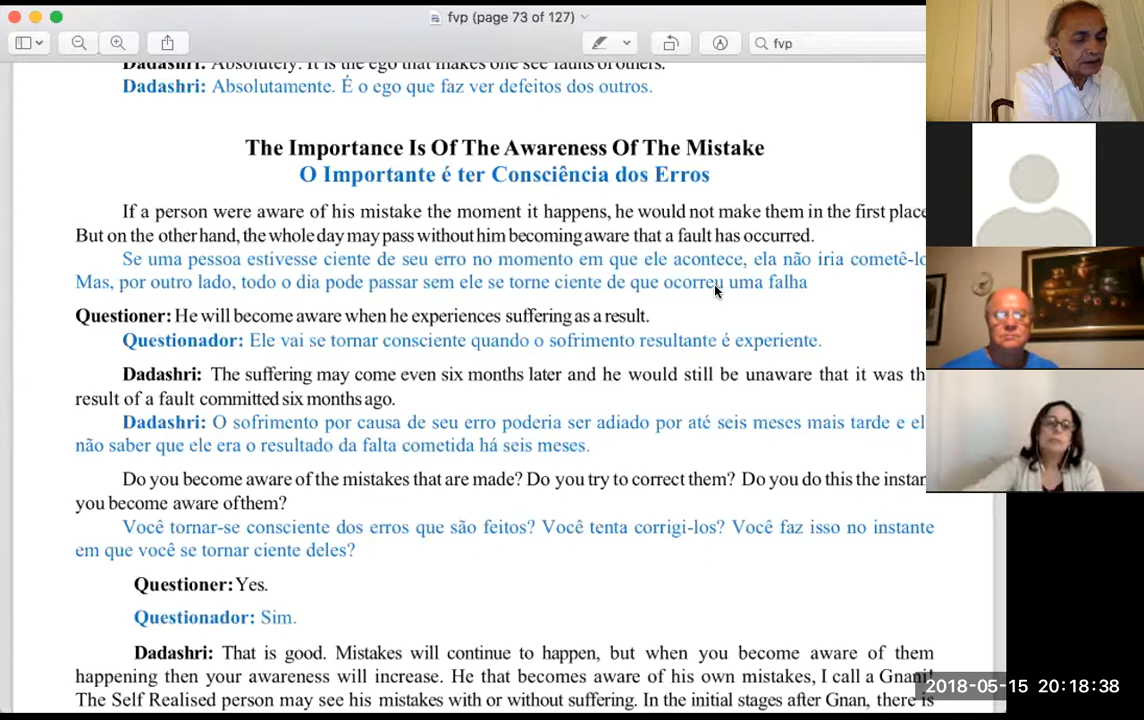 fvp (page 73 of 127)
fvp
Dadashri: Absolutely. It is the ego that makes one see faults of others.
Dadashri: Absolutamente. É o ego que faz ver defeitos dos outros.
The Importance Is Of The Awareness Of The Mistake
O Importante é ter Consciência dos Erros
If a person were aware of his mistake the moment it happens, he would not make them in the first place
But on the other hand, the whole day may pass without him becoming aware that a fault has occurred.
Se uma pessoa estivesse ciente de seu erro no momento em que ele acontece, ela não iria cometê-lo
Mas, por outro lado, todo o dia pode passar sem ele se torne ciente de que ocorreu uma falha
Questioner: He will become aware when he experiences suffering as a result.
Questionador: Ele vai se tornar consciente quando o sofrimento resultante é experiente.
Dadashri: The suffering may come even six months later and he would still be unaware that it was th
result of a fault committed six months ago.
Dadashri: O sofrimento por causa de seu erro poderia ser adiado por até seis meses mais tarde e el
não saber que ele era o resultado da falta cometida há seis meses.
Do you become aware of the mistakes that are made? Do you try to correct them? Do you do this the instan
you become aware of them?
Você tornar-se consciente dos erros que são feitos? Você tenta corrigi-los? Você faz isso no instante
em que você se tornar ciente deles?
Questioner: Yes.
Questionador: Sim.
Dadashri: That is good. Mistakes will continue to happen, but when you become aware of them
happening then your awareness will increase. He that becomes aware of his own mistakes, I call a Gnani!
The Self Realised person may see his mistakes with or without suffering. In the initial stages after Gnan, there is
2018-05-15 20:18:38